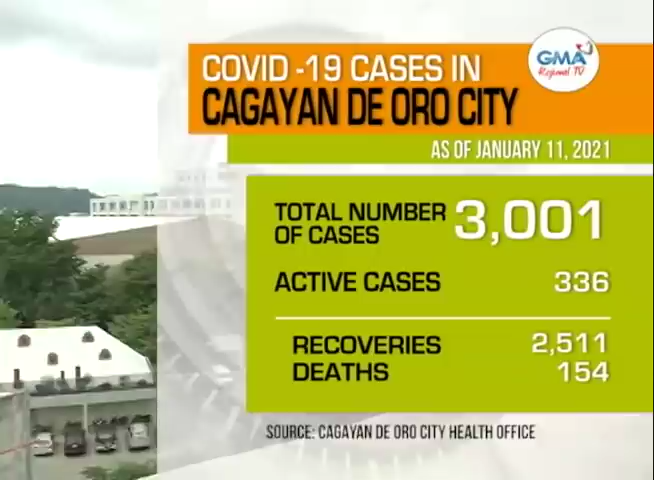 GMA
Regional TV
COVID -19 CASES IN
CAGAYAN DE ORO CITY
AS OF JANUARY 11, 2021
TOTAL NUMBER
OF CASES
3,001
ACTIVE CASES 336
RECOVERIES 2,511
DEATHS 154
SOURCE: CAGAYAN DE ORO CITY HEALTH OFFICE